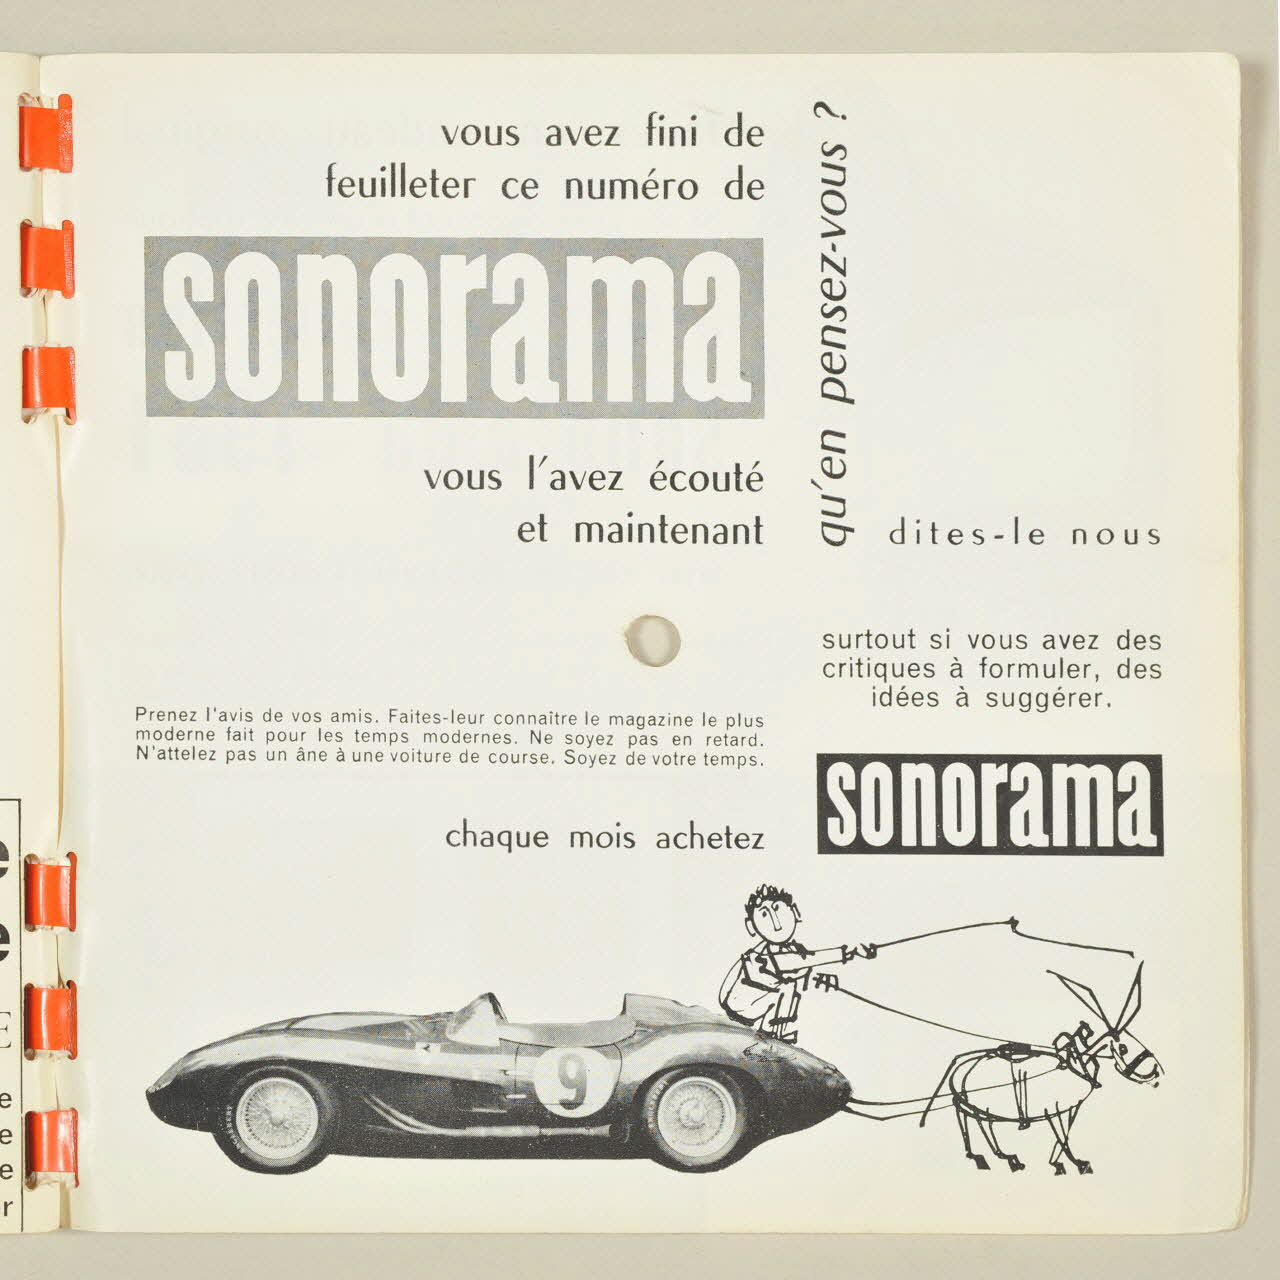 vous avez fini de
feuilleter ce numéro de
sonorama
vous l'avez écouté
et maintenant
qu'en pensez-vous ?
dites-le nous
surtout si vous avez des
critiques à formuler, des
idées à suggérer.
Prenez l'avis de vos amis. Faites-leur connaître le magazine le plus
moderne fait pour les temps modernes. Ne soyez pas en retard.
N'attelez pas un âne à une voiture de course. Soyez de votre temps.
chaque mois achetez
sonorama
9
ENGLEBERT
e
e
E
e
e
e
r